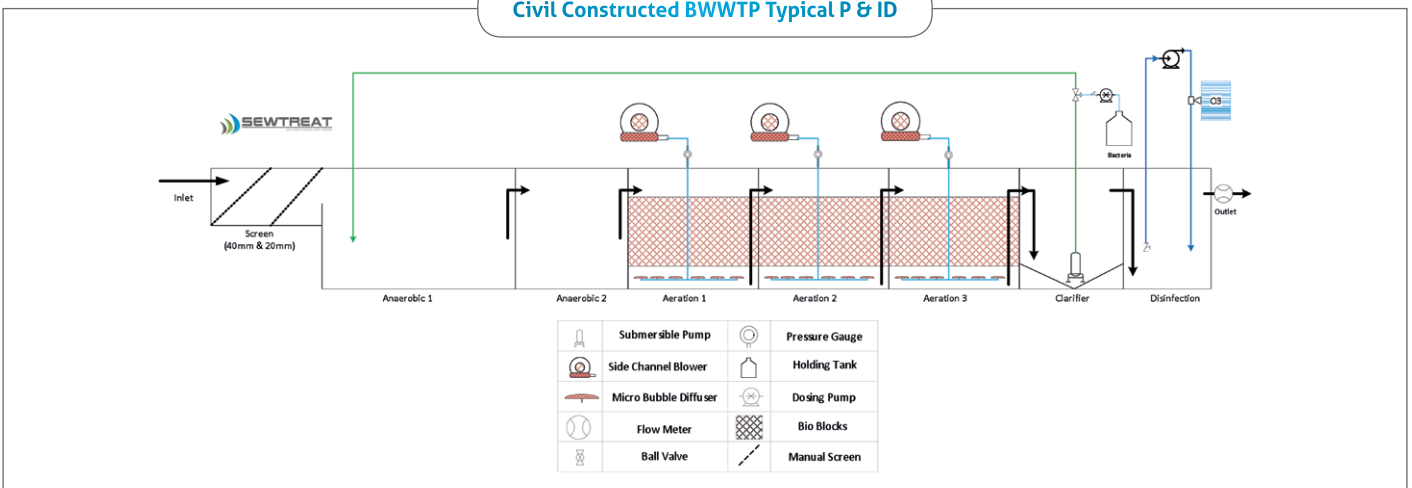 Civil Constructed BWWTP Typical P & ID
SEWTREAT
O3
Bacteria
Inlet
Outlet
Screen
(40mm & 20mm)
Anaerobic 1
Anaerobic 2
Aeration 1
Aeration 2
Aeration 3
Clarifier
Disinfection
Submersible Pump
Pressure Gauge
Side Channel Blower
Holding Tank
Micro Bubble Diffuser
Dosing Pump
Flow Meter
Bio Blocks
Ball Valve
Manual Screen